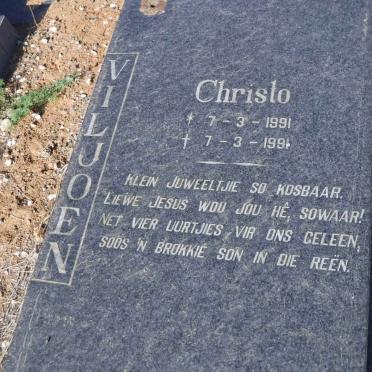 VILJOEN
Christo
* 7-3-1991
† 7-3-1991
KLEIN JUWEELTJIE SO KOSBAAR.
LIEWE JESUS WOU JOU HÊ, SOWAAR!
NET VIER UURTJIES VIR ONS GELEEN,
SOOS 'N BROKKIE SON IN DIE REËN.